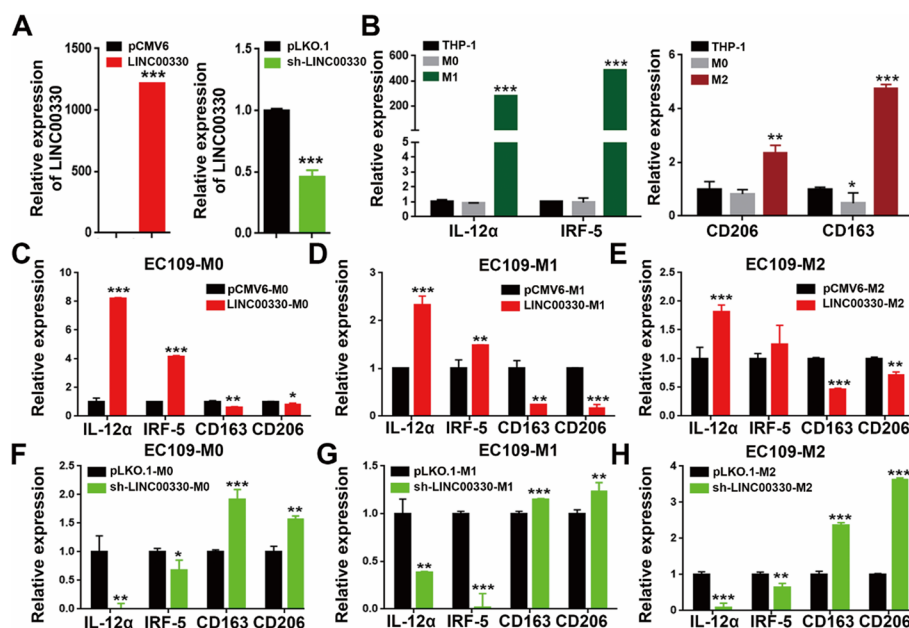 A
Relative expression
of LINC00330
1500
1000
500
0
pCMV6
LINC00330
***
Relative expression
of LINC00330
1.5
1.0
0.5
0.0
pLKO.1
sh-LINC00330
***
B
Relative expression
600
400
200
5
4
3
2
1
0
THP-1
M0
M1
***
***
IL-12α IRF-5
Relative expression
6
4
2
0
THP-1
M0
M2
**
*
***
CD206 CD163
C
EC109-M0
Relative expression
10
8
6
4
2
0
pCMV6-M0
LINC00330-M0
***
***
**
*
IL-12α IRF-5 CD163 CD206
D
EC109-M1
Relative expression
3
2
1
0
pCMV6-M1
LINC00330-M1
***
**
**
***
IL-12α IRF-5 CD163 CD206
E
EC109-M2
Relative expression
2.5
2.0
1.5
1.0
0.5
0.0
pCMV6-M2
LINC00330-M2
***
***
**
IL-12α IRF-5 CD163 CD206
F
EC109-M0
Relative expression
2.5
2.0
1.5
1.0
0.5
0.0
pLKO.1-M0
sh-LINC00330-M0
**
*
***
**
IL-12α IRF-5 CD163 CD206
G
EC109-M1
Relative expression
1.5
1.0
0.5
0.0
pLKO.1-M1
sh-LINC00330-M1
**
***
***
**
IL-12α IRF-5 CD163 CD206
H
EC109-M2
Relative expression
4
3
2
1
0
pLKO.1-M2
sh-LINC00330-M2
***
**
***
***
IL-12α IRF-5 CD163 CD206